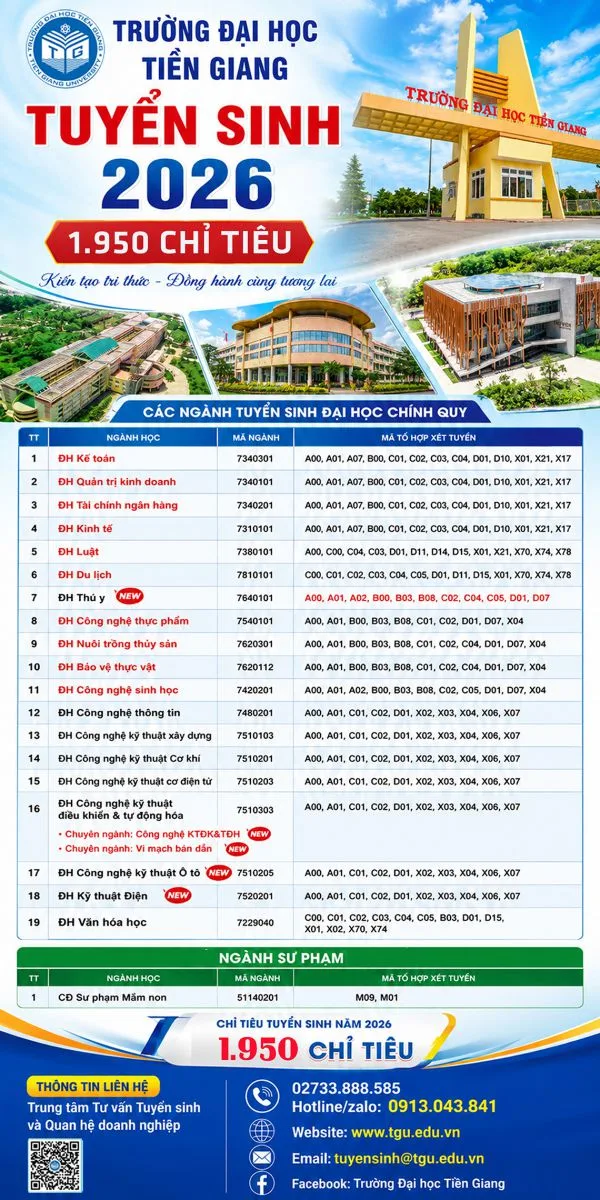 TRƯỜNG ĐẠI HỌC TIỀN GIANG
TG
TIEN GIANG UNIVERSITY
TRƯỜNG ĐẠI HỌC
TIỀN GIANG
TUYỂN SINH
2026
1.950 CHỈ TIÊU
Kiến tạo tri thức - Đồng hành cùng tương lai
TRƯỜNG ĐẠI HỌC TIỀN GIANG
CÁC NGÀNH TUYỂN SINH ĐẠI HỌC CHÍNH QUY
TT NGÀNH HỌC MÃ NGÀNH MÃ TỔ HỢP XÉT TUYỂN
1 ĐH Kế toán 7340301 A00, A01, A07, B00, C01, C02, C03, C04, D01, D10, X01, X21, X17
2 ĐH Quản trị kinh doanh 7340101 A00, A01, A07, B00, C01, C02, C03, C04, D01, D10, X01, X21, X17
3 ĐH Tài chính ngân hàng 7340201 A00, A01, A07, B00, C01, C02, C03, C04, D01, D10, X01, X21, X17
4 ĐH Kinh tế 7310101 A00, A01, A07, B00, C01, C02, C03, C04, D01, D10, X01, X21, X17
5 ĐH Luật 7380101 A00, C00, C04, C03, D01, D11, D14, D15, X01, X21, X70, X74, X78
6 ĐH Du lịch 7810101 C00, C01, C02, C03, C04, C05, D01, D11, D15, X01, X70, X74, X78
7 ĐH Thú y NEW 7640101 A00, A01, A02, B00, B03, B08, C02, C04, C05, D01, D07
8 ĐH Công nghệ thực phẩm 7540101 A00, A01, B00, B03, B08, C01, C02, D01, D07, X04
9 ĐH Nuôi trồng thủy sản 7620301 A00, A01, B00, B03, B08, C01, C02, C04, D01, D07, X04
10 ĐH Bảo vệ thực vật 7620112 A00, A01, B00, B03, B08, C01, C02, C04, D01, D07, X04
11 ĐH Công nghệ sinh học 7420201 A00, A01, A02, B00, B03, B08, C02, C05, D01, D07, X04
12 ĐH Công nghệ thông tin 7480201 A00, A01, C01, C02, D01, X02, X03, X04, X06, X07
13 ĐH Công nghệ kỹ thuật xây dựng 7510103 A00, A01, C01, C02, D01, X02, X03, X04, X06, X07
14 ĐH Công nghệ kỹ thuật Cơ khí 7510201 A00, A01, C01, C02, D01, X02, X03, X04, X06, X07
15 ĐH Công nghệ kỹ thuật cơ điện tử 7510203 A00, A01, C01, C02, D01, X02, X03, X04, X06, X07
16 ĐH Công nghệ kỹ thuật 7510303 A00, A01, C01, C02, D01, X02, X03, X04, X06, X07
điều khiển & tự động hóa
• Chuyên ngành: Công nghệ KTĐK&TĐH NEW
• Chuyên ngành: Vi mạch bán dẫn NEW
17 ĐH Công nghệ kỹ thuật Ô tô NEW 7510205 A00, A01, C01, C02, D01, X02, X03, X04, X06, X07
18 ĐH Kỹ thuật Điện NEW 7520201 A00, A01, C01, C02, D01, X02, X03, X04, X06, X07
19 ĐH Văn hóa học 7229040 C00, C01, C02, C03, C04, C05, B03, D01, D15,
X01, X02, X70, X74
NGÀNH SƯ PHẠM
TT NGÀNH HỌC MÃ NGÀNH MÃ TỔ HỢP XÉT TUYỂN
1 CĐ Sư phạm Mầm non 51140201 M09, M01
CHỈ TIÊU TUYỂN SINH NĂM 2026
1.950 CHỈ TIÊU
THÔNG TIN LIÊN HỆ
Trung tâm Tư vấn Tuyển sinh
và Quan hệ doanh nghiệp
02733.888.585
Hotline/zalo: 0913.043.841
Website: www.tgu.edu.vn
Email: tuyensinh@tgu.edu.vn
Facebook: Trường Đại học Tiền Giang